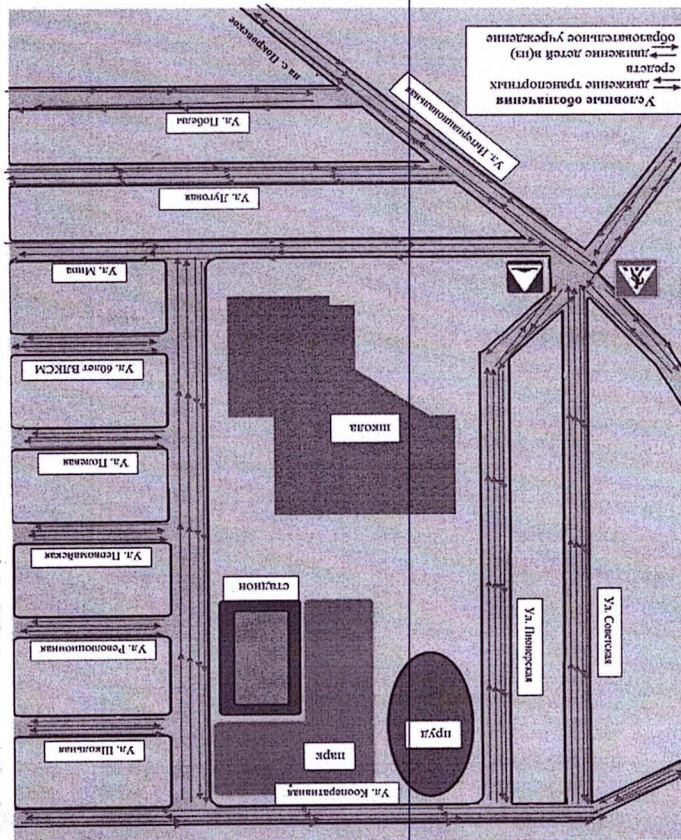 Ул. Кооперативная
парк
Ул. Школьная
пруд
Ул. Революционная
Ул. Советская
Ул. Пионерская
стадион
Ул. Первомайская
Ул. Полевая
школа
Ул. 60лет ВЛКСМ
Ул. Мира
Ул. Луговая
Ул. Интернациональная
Ул. Победы
на с. Покровское
Условные обозначения
движение транспортных
средств
движение детей в(из)
образовательное учреждение